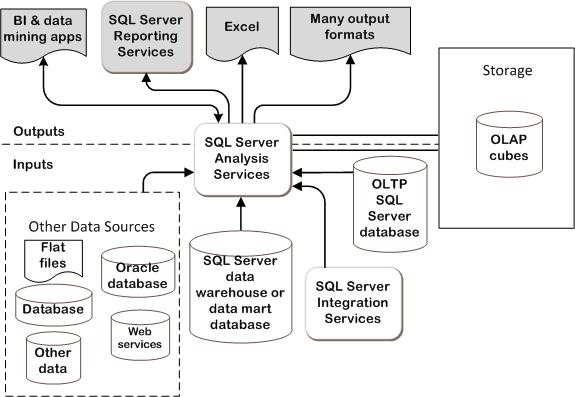 BI & data
mining apps
SQL Server
Reporting
Services
Excel
Many output
formats
Storage
OLAP
cubes
Outputs
Inputs
SQL Server
Analysis
Services
OLTP
SQL
Server
database
Other Data Sources
Flat
files
Oracle
database
Database
Web
services
Other
data
SQL Server
data
warehouse or
data mart
database
SQL Server
Integration
Services